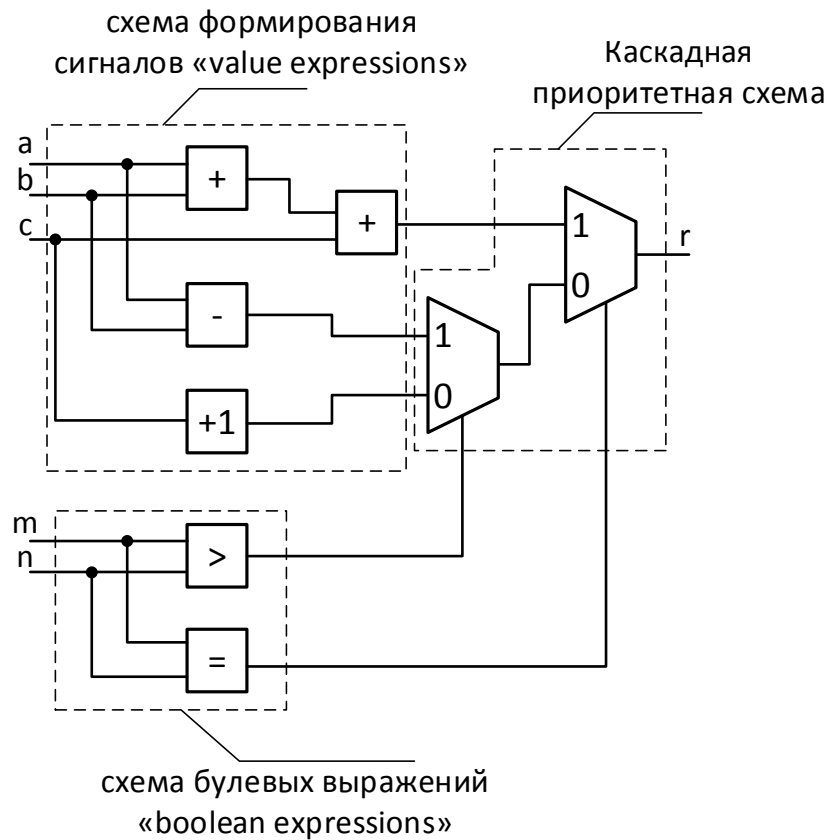 схема формирования
сигналов «value expressions»
Каскадная
приоритетная схема
a
b
c
+
+
1
0
r
-
1
0
+1
m
n
>
=
схема булевых выражений
«boolean expressions»